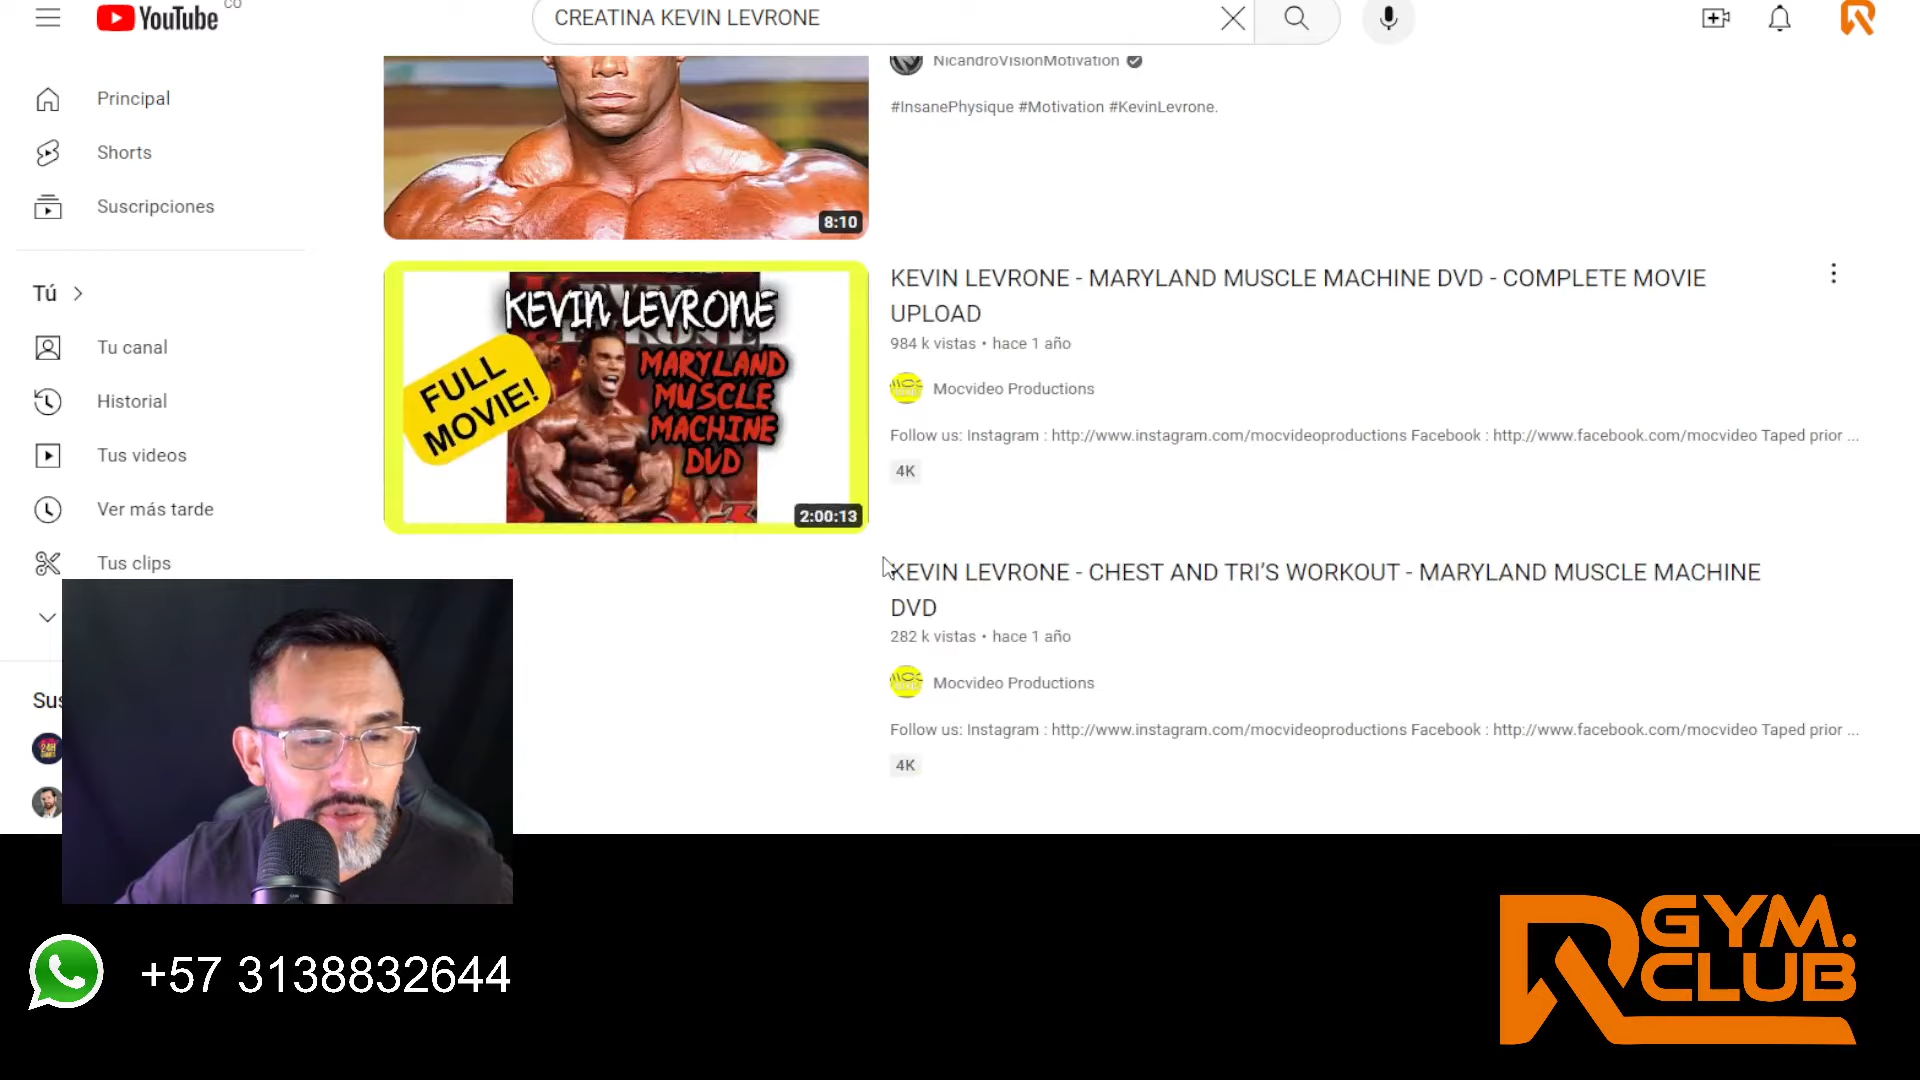 YouTube CO
CREATINA KEVIN LEVRONE
Principal
Shorts
Suscripciones
Tú
Tu canal
Historial
Tus videos
Ver más tarde
Tus clips
Sus
NicandroVisionMotivation
#InsanePhysique #Motivation #KevinLevrone.
8:10
KEVIN LEVRONE
FULL
MOVIE!
MARYLAND
MUSCLE
MACHINE
DVD
2:00:13
KEVIN LEVRONE - MARYLAND MUSCLE MACHINE DVD - COMPLETE MOVIE
UPLOAD
984 k vistas • hace 1 año
Mocvideo Productions
Follow us: Instagram : http://www.instagram.com/mocvideoproductions Facebook : http://www.facebook.com/mocvideo Taped prior ...
4K
KEVIN LEVRONE - CHEST AND TRI’S WORKOUT - MARYLAND MUSCLE MACHINE
DVD
282 k vistas • hace 1 año
Mocvideo Productions
Follow us: Instagram : http://www.instagram.com/mocvideoproductions Facebook : http://www.facebook.com/mocvideo Taped prior ...
4K
+57 3138832644
GYM.
CLUB